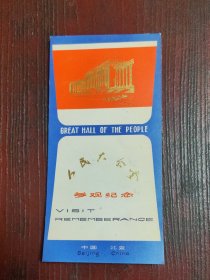 GREAT HALL OF THE PEOPLE
人民大会堂
参观纪念
VISIT
REMEMBERANCE
中国 北京
Beijing, China